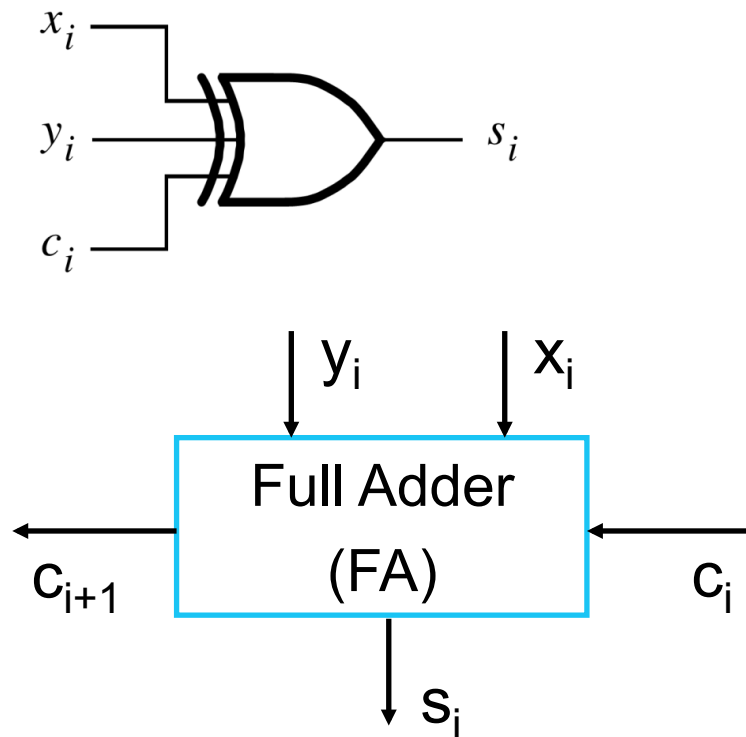 xᵢ
yᵢ sᵢ
cᵢ
yᵢ xᵢ
Full Adder
(FA)
cᵢ₊₁ cᵢ
sᵢ